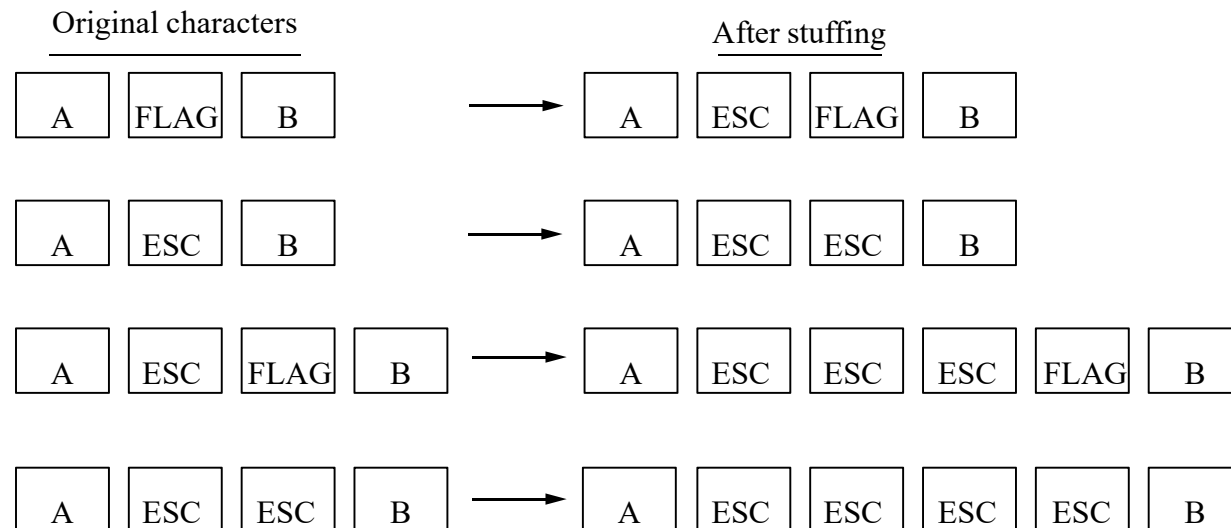 Original characters
After stuffing
A FLAG B A ESC FLAG B
A ESC B A ESC ESC B
A ESC FLAG B A ESC ESC ESC FLAG B
A ESC ESC B A ESC ESC ESC ESC B